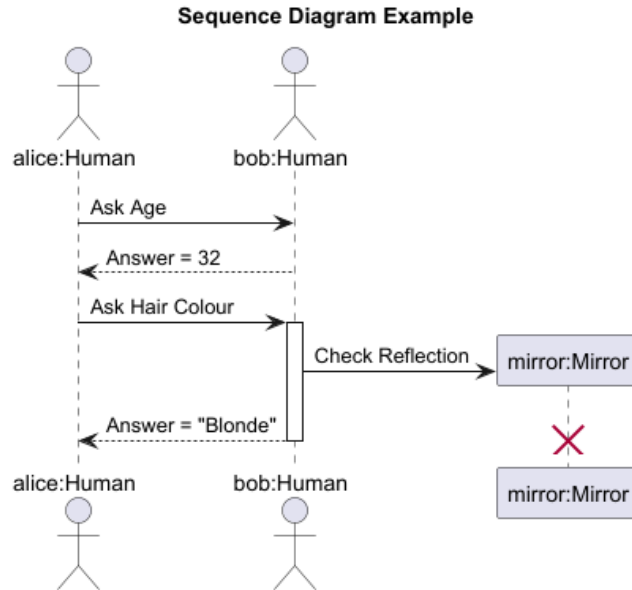 Sequence Diagram Example
alice:Human
bob:Human
Ask Age
Answer = 32
Ask Hair Colour
Check Reflection
mirror:Mirror
Answer = "Blonde"
alice:Human
bob:Human
mirror:Mirror